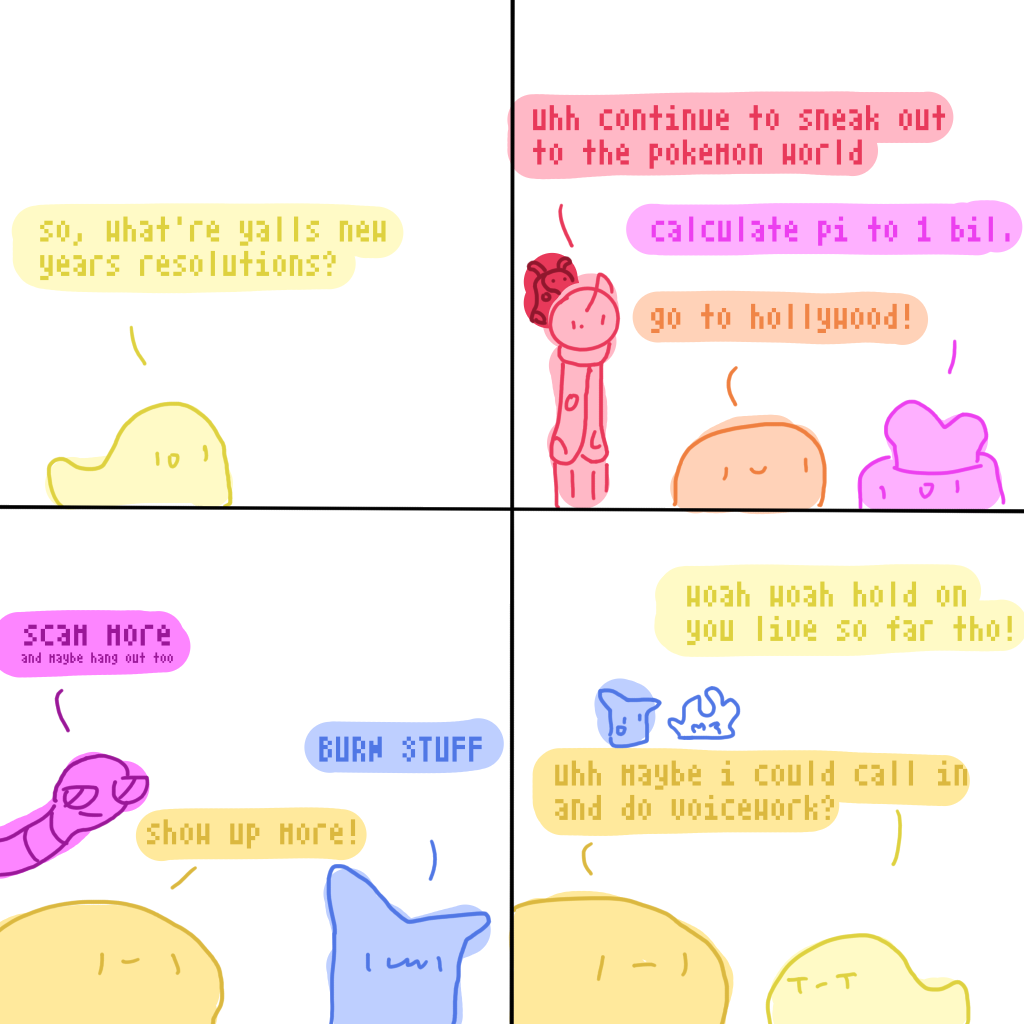 so, what're yalls new
years resolutions?
uhh continue to sneak out
to the pokemon world
calculate pi to 1 bil.
go to hollywood!
scam more
and maybe hang out too
BURN STUFF
show up more!
woah woah hold on
you live so far tho!
uhh maybe i could call in
and do voicework?
T-T